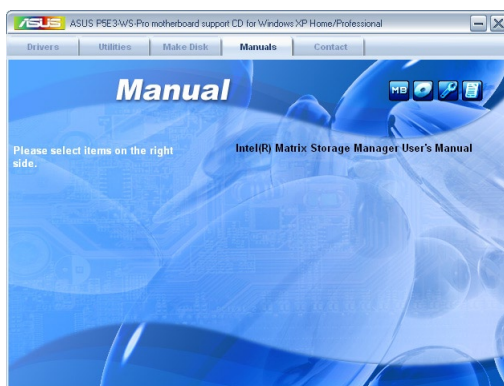 ASUS ASUS P5E3-WS-Pro motherboard support CD for Windows XP Home/Professional
Drivers Utilities Make Disk Manuals Contact
Manual
MB
Please select items on the right
side.
Intel(R) Matrix Storage Manager User's Manual